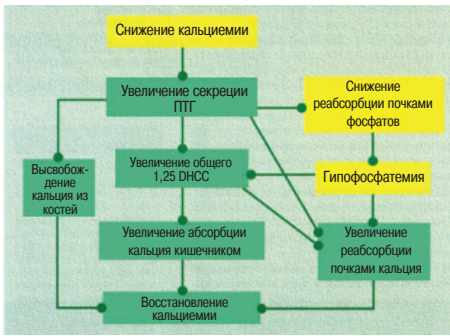 Снижение кальциемии
Увеличение секреции
ПТГ
Снижение
реабсорбции почками
фосфатов
Высвобож-
дение
кальция из
костей
Увеличение общего
1,25 DHCC
Гипофосфатемия
Увеличение абсорбции
кальция кишечником
Увеличение
реабсорбции
почками кальция
Восстановление
кальциемии